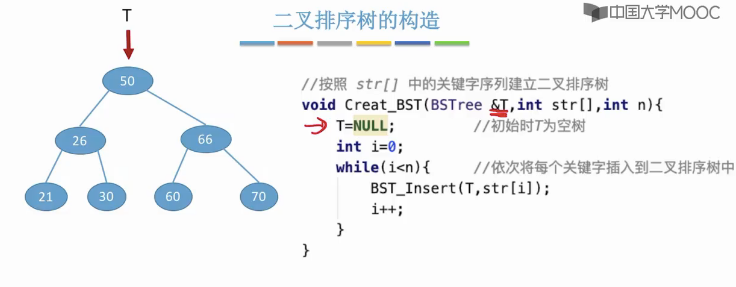 T
二叉排序树的构造
中国大学MOOC
50
26
66
21
30
60
70
//按照 str[] 中的关键字序列建立二叉排序树
void Creat_BST(BSTree &T,int str[],int n){
T=NULL; //初始时T为空树
int i=0;
while(i<n){ //依次将每个关键字插入到二叉排序树中
BST_Insert(T,str[i]);
i++;
}
}